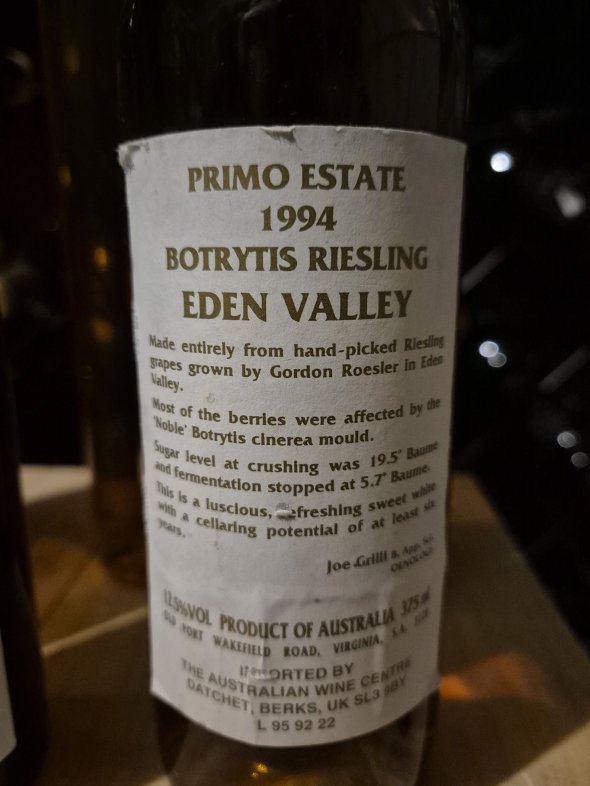 PRIMO ESTATE
1994
BOTRYTIS RIESLING
EDEN VALLEY
Made entirely from hand-picked Riesling
grapes grown by Gordon Roesler in Eden
Valley.
Most of the berries were affected by the
'Noble' Botrytis cinerea mould.
Sugar level at crushing was 19.5° Baume
and fermentation stopped at 5.7° Baume.
This is a luscious, refreshing sweet white
with a cellaring potential of at least six
years.
Joe Grilli B. App. Sc.
OENOLOGY
12.5%VOL PRODUCT OF AUSTRALIA 375 ml
OLD PORT WAKEFIELD ROAD, VIRGINIA, S.A.
IMPORTED BY
THE AUSTRALIAN WINE CENTRE
DATCHET, BERKS, UK SL3 9BY
L 95 92 22